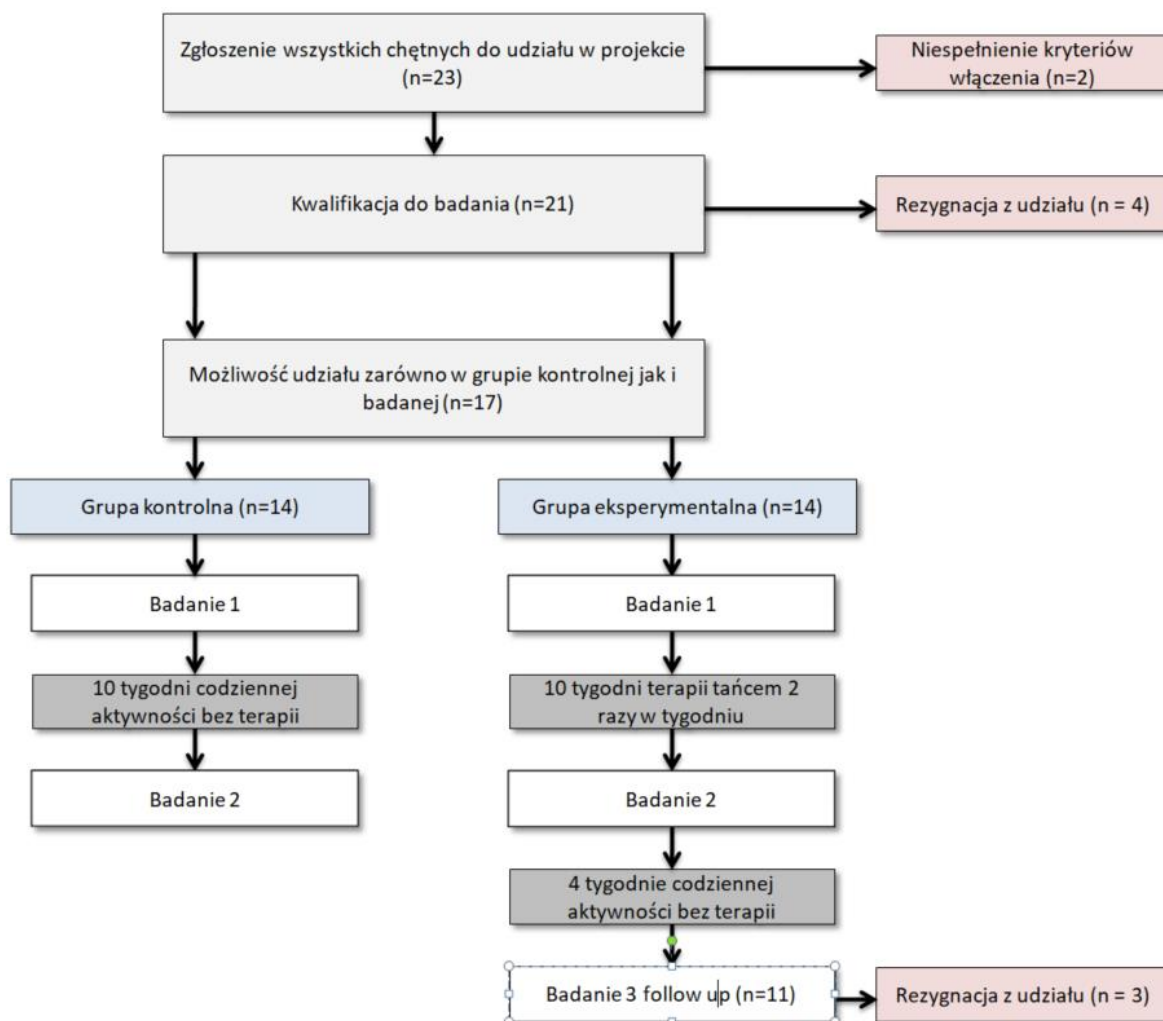 Zgłoszenie wszystkich chętnych do udziału w projekcie
(n=23)
Niespełnienie kryteriów
włączenia (n=2)
Kwalifikacja do badania (n=21)
Rezygnacja z udziału (n = 4)
Możliwość udziału zarówno w grupie kontrolnej jak i
badanej (n=17)
Grupa kontrolna (n=14)
Grupa eksperymentalna (n=14)
Badanie 1
Badanie 1
10 tygodni codziennej
aktywności bez terapii
10 tygodni terapii tańcem 2
razy w tygodniu
Badanie 2
Badanie 2
4 tygodnie codziennej
aktywności bez terapii
Badanie 3 follow up (n=11)
Rezygnacja z udziału (n = 3)